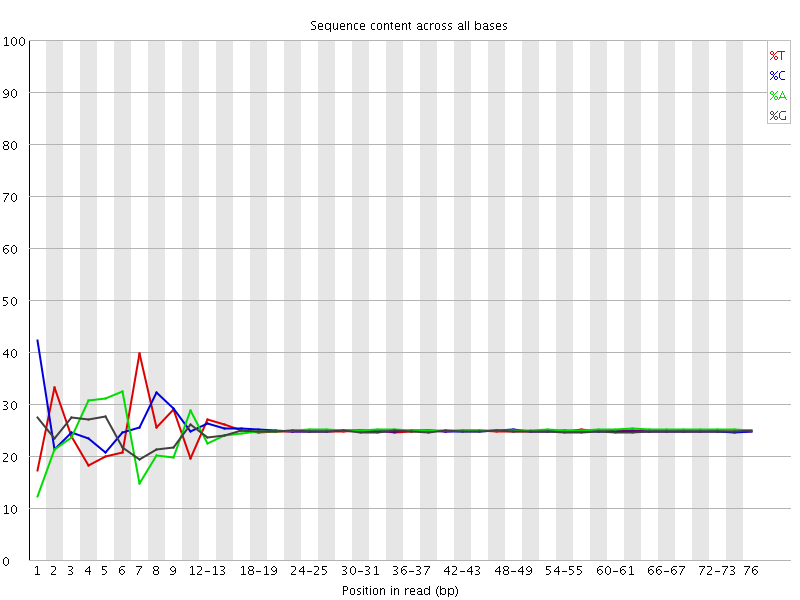 Sequence content across all bases
100
90
80
70
60
50
40
30
20
10
0
%T
%C
%A
%G
1 2 3 4 5 6 7 8 9 12-13 18-19 24-25 30-31 36-37 42-43 48-49 54-55 60-61 66-67 72-73 76
Position in read (bp)